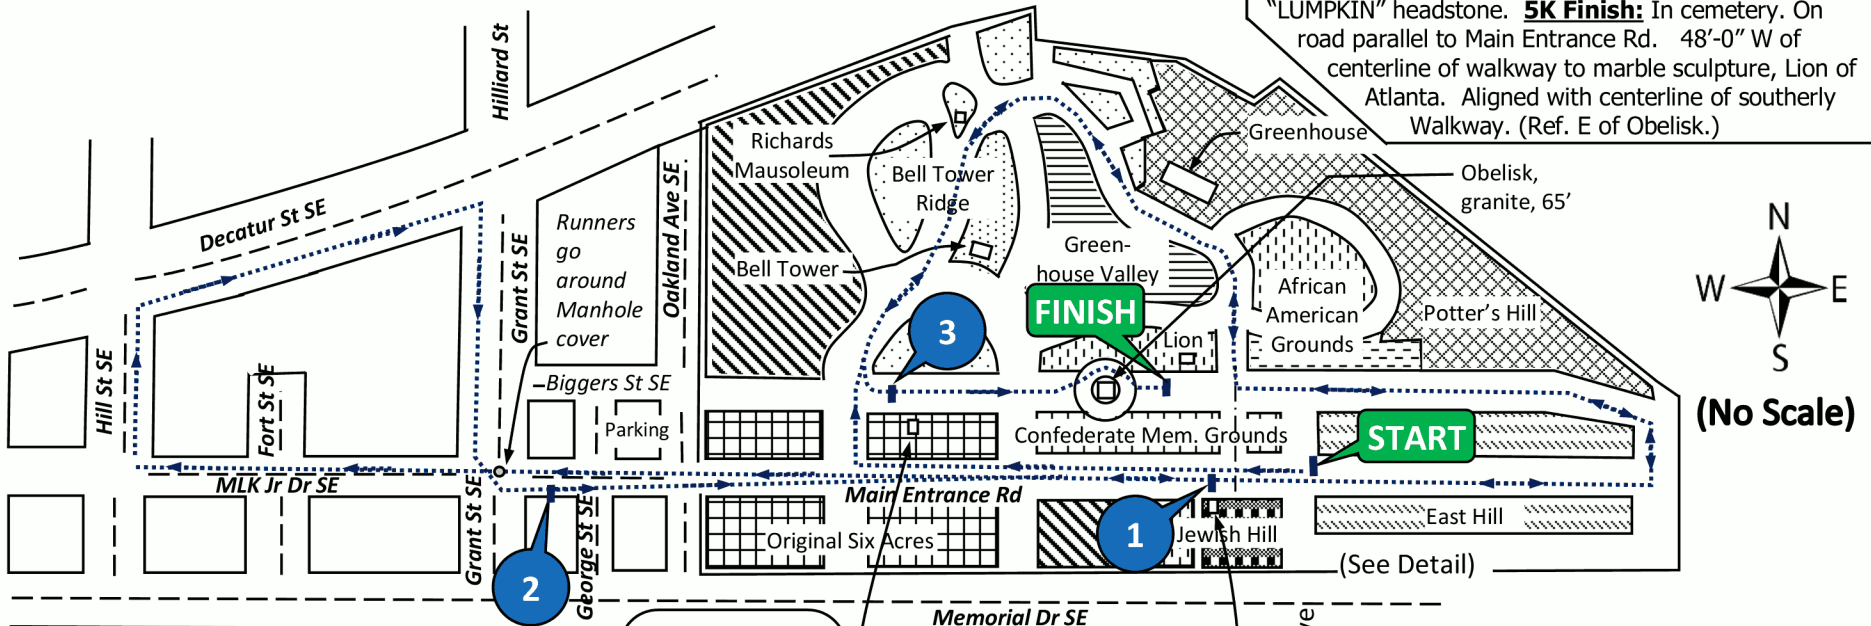 "LUMPKIN" headstone. 5K Finish: In cemetery. On
road parallel to Main Entrance Rd. 48'-0" W of
centerline of walkway to marble sculpture, Lion of
Atlanta. Aligned with centerline of southerly
Walkway. (Ref. E of Obelisk.)
Hilliard St
Richards
Mausoleum
Greenhouse
Obelisk,
granite, 65'
Decatur St SE
Runners
go
around
Manhole
cover
Oakland Ave SE
Grant St SE
Bell Tower
Ridge
Bell Tower
Green-
house Valley
African
American
Grounds
Potter's Hill
N
W
E
S
(No Scale)
3
FINISH
Lion
Hill St SE
Fort St SE
Biggers St SE
Parking
Confederate Mem. Grounds
START
MLK Jr Dr SE
Main Entrance Rd
Grant St SE
George St SE
Original Six Acres
1
Jewish Hill
East Hill
(See Detail)
2
Memorial Dr SE